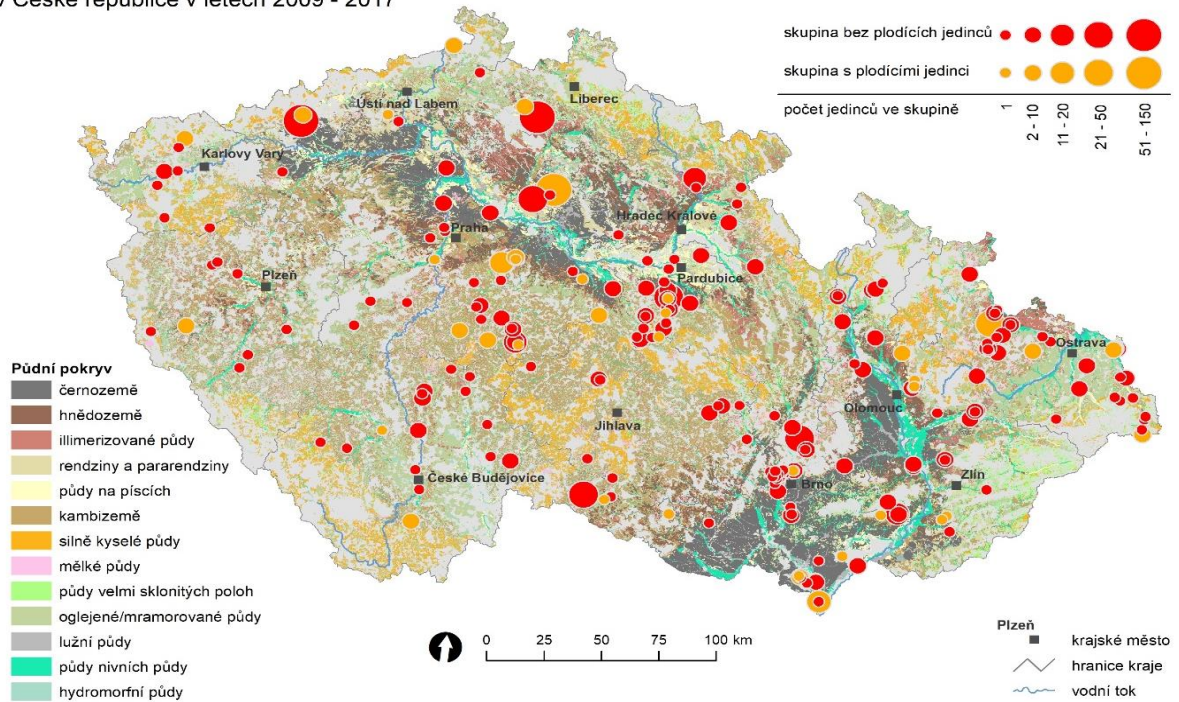 v České republice v letech 2009 - 2017
skupina bez plodících jedinců
skupina s plodícími jedinci
počet jedinců ve skupině
1
2 - 10
11 - 20
21 - 50
51 - 150
Liberec
Ústí nad Labem
Karlovy Vary
Hradec Králové
Praha
Plzeň
Pardubice
Ostrava
Olomouc
Jihlava
České Budějovice
Brno
Zlín
Půdní pokryv
černozemě
hnědozemě
illimerizované půdy
rendziny a pararendziny
půdy na píscích
kambizemě
silně kyselé půdy
mělké půdy
půdy velmi sklonitých poloh
oglejené/mramorované půdy
lužní půdy
půdy nivních půdy
hydromorfní půdy
0 25 50 75 100 km
Plzeň
krajské město
hranice kraje
vodní tok